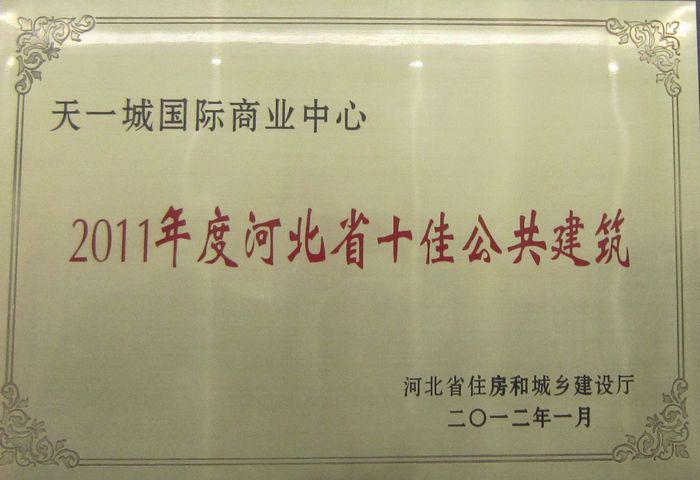 天一城国际商业中心
2011年度河北省十佳公共建筑
河北省住房和城乡建设厅
二〇一二年一月